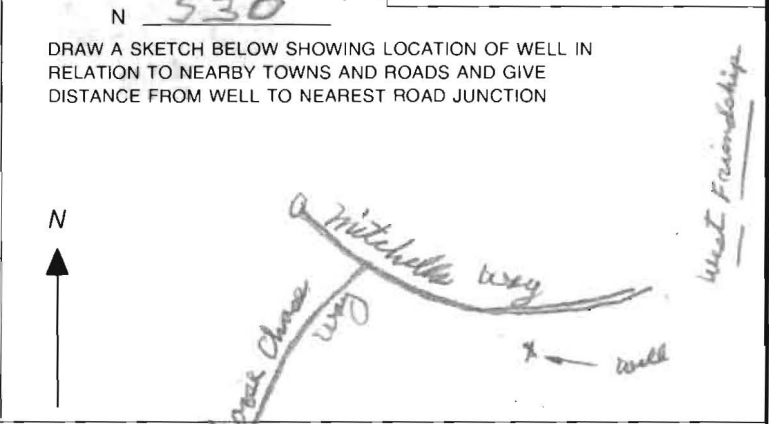 N 530
DRAW A SKETCH BELOW SHOWING LOCATION OF WELL IN
RELATION TO NEARBY TOWNS AND ROADS AND GIVE
DISTANCE FROM WELL TO NEAREST ROAD JUNCTION
West Friendship
N
Mitchells Way
Chase
Way
Well